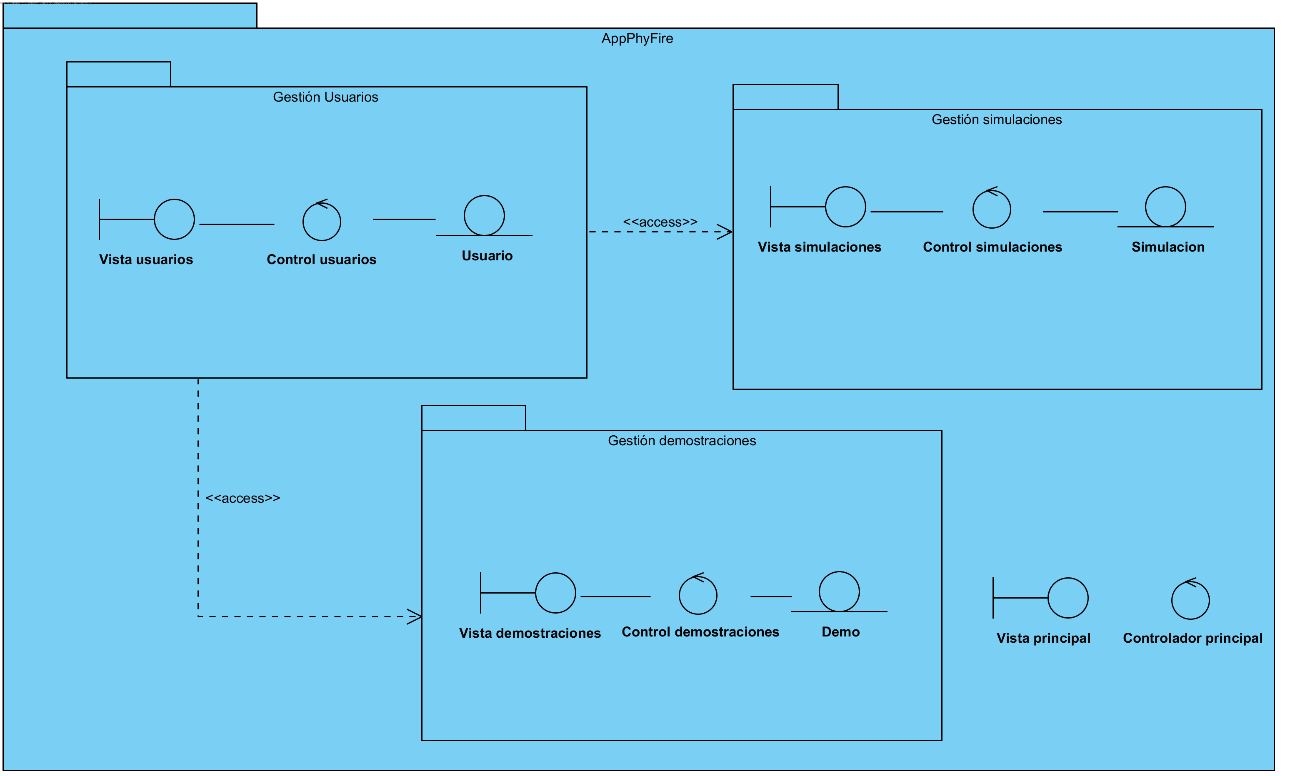 AppPhyFire
Gestión Usuarios
Vista usuarios
Control usuarios
Usuario
<<access>>
Gestión simulaciones
Vista simulaciones
Control simulaciones
Simulacion
<<access>>
Gestión demostraciones
Vista demostraciones
Control demostraciones
Demo
Vista principal
Controlador principal